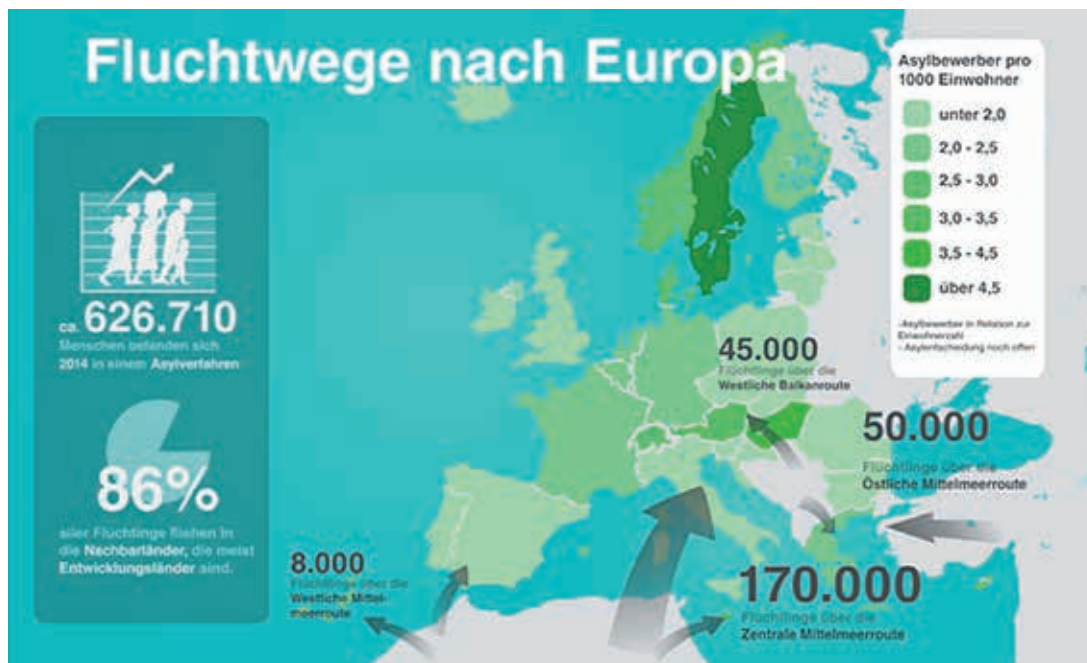 Fluchtwege nach Europa
ca. 626.710
Menschen befanden sich
2014 in einem Asylverfahren
86%
aller Flüchtinge fliehen in
die Nachbarländer, die meist
Entwicklungsländer sind.
8.000
Flüchtlinge über die
Westliche Mittel-
meerroute
45.000
Flüchtlinge über die
Westliche Balkanroute
50.000
Flüchtlinge über die
Östliche Mittelmeerroute
170.000
Flüchtlinge über die
Zentrale Mittelmeerroute
Asylbewerber pro
1000 Einwohner
unter 2,0
2,0 - 2,5
2,5 - 3,0
3,0 - 3,5
3,5 - 4,5
über 4,5
-Asylbewerber in Relation zur
Einwohnerzahl
- Asylentscheidung noch offen